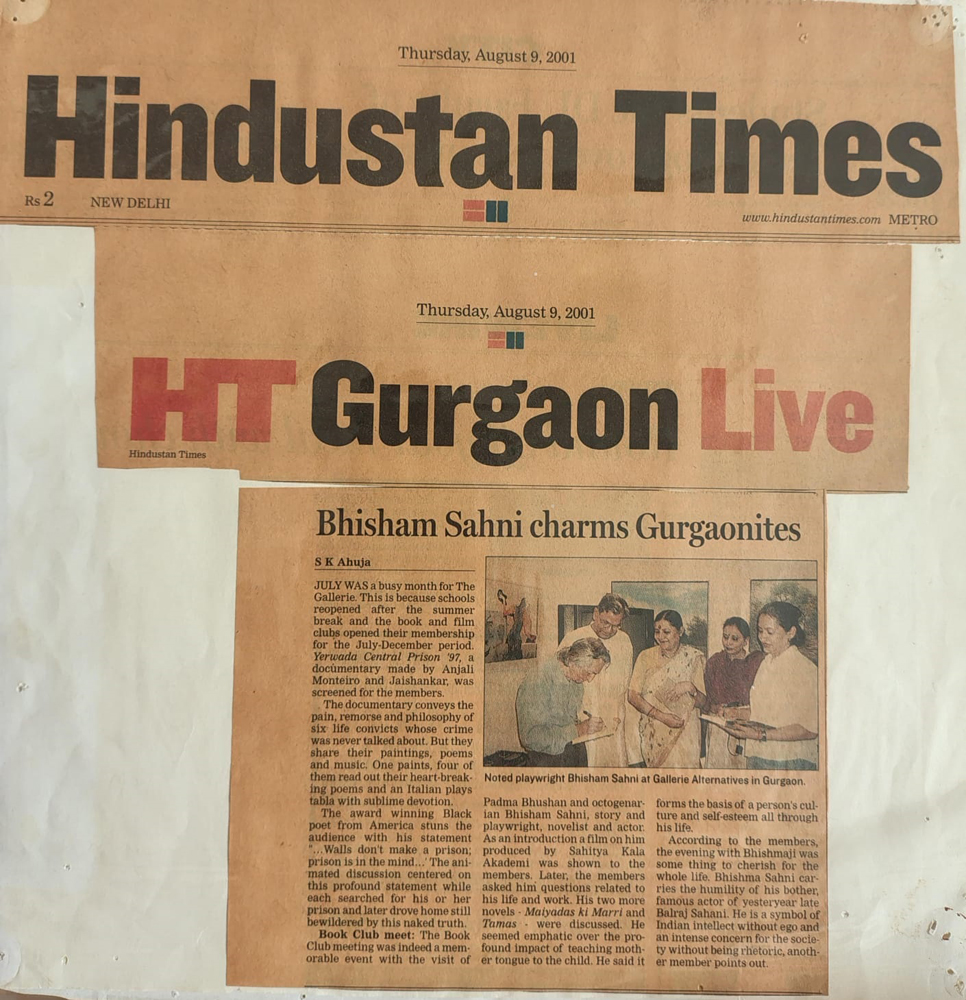 Thursday, August 9, 2001
Hindustan Times
Rs 2 NEW DELHI
www.hindustantimes.com METRO
Thursday, August 9, 2001
HT Gurgaon Live
Hindustan Times
Bhisham Sahni charms Gurgaonites
S K Ahuja
JULY WAS a busy month for The
Gallerie. This is because schools
reopened after the summer
break and the book and film
clubs opened their membership
for the July-December period.
Yerwada Central Prison '97, a
documentary made by Anjali
Monteiro and Jaishankar, was
screened for the members.
The documentary conveys the
pain, remorse and philosophy of
six life convicts whose crime
was never talked about. But they
share their paintings, poems
and music. One paints, four of
them read out their heart-break-
ing poems and an Italian plays
tabla with sublime devotion.
The award winning Black
poet from America stuns the
audience with his statement
"...Walls don't make a prison;
prison is in the mind...' The ani-
mated discussion centered on
this profound statement while
each searched for his or her
prison and later drove home still
bewildered by this naked truth.
Book Club meet: The Book
Club meeting was indeed a mem-
orable event with the visit of
Noted playwright Bhisham Sahni at Gallerie Alternatives in Gurgaon.
Padma Bhushan and octogenar-
ian Bhisham Sahni, story and
playwright, novelist and actor.
As an introduction a film on him
produced by Sahitya Kala
Akademi was shown to the
members. Later, the members
asked him questions related to
his life and work. His two more
novels - Maiyadas ki Marri and
Tamas - were discussed. He
seemed emphatic over the pro-
found impact of teaching moth-
er tongue to the child. He said it
forms the basis of a person's cul-
ture and self-esteem all through
his life.
According to the members,
the evening with Bhishmaji was
some thing to cherish for the
whole life. Bhishma Sahni car-
ries the humility of his bother,
famous actor of yesteryear late
Balraj Sahani. He is a symbol of
Indian intellect without ego and
an intense concern for the socie-
ty without being rhetoric, anoth-
er member points out.